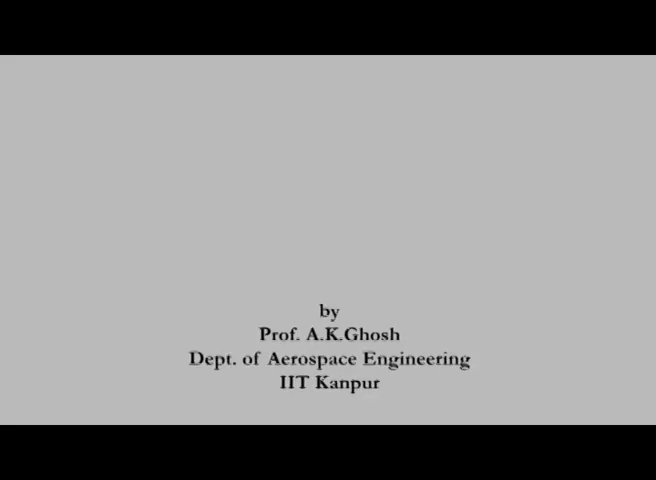 by
Prof. A.K.Ghosh
Dept. of Aerospace Engineering
IIT Kanpur